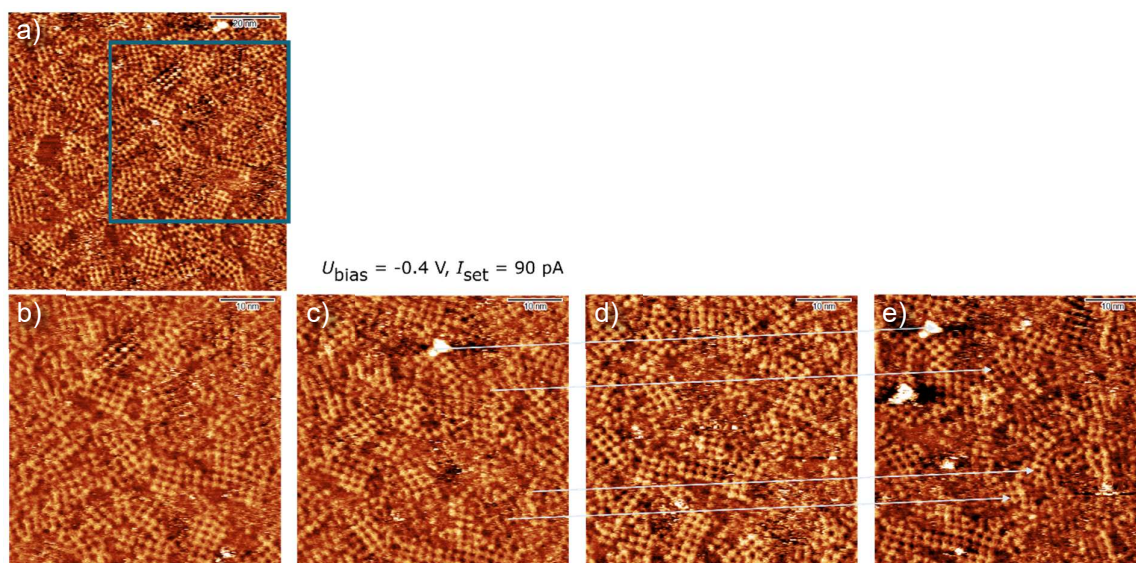 a)
20 nm
U_bias = -0.4 V, I_set = 90 pA
b)
10 nm
c)
10 nm
d)
10 nm
e)
10 nm